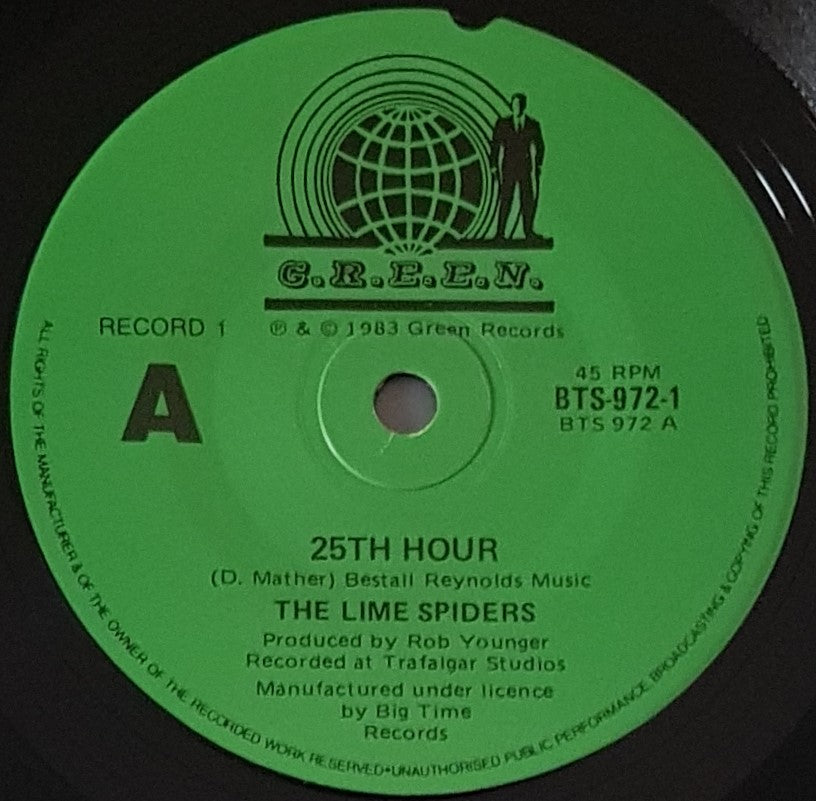 G.R.E.E.N.
RECORD 1
℗ & © 1983 Green Records
A
45 RPM
BTS-972-1
BTS 972 A
25TH HOUR
(D. Mather) Bestall Reynolds Music
THE LIME SPIDERS
Produced by Rob Younger
Recorded at Trafalgar Studios
Manufactured under licence
by Big Time
Records
ALL RIGHTS OF THE MANUFACTURER & OF THE OWNER OF THE RECORDED WORK RESERVED•UNAUTHORISED PUBLIC PERFORMANCE BROADCASTING & COPYING OF THIS RECORD PROHIBITED